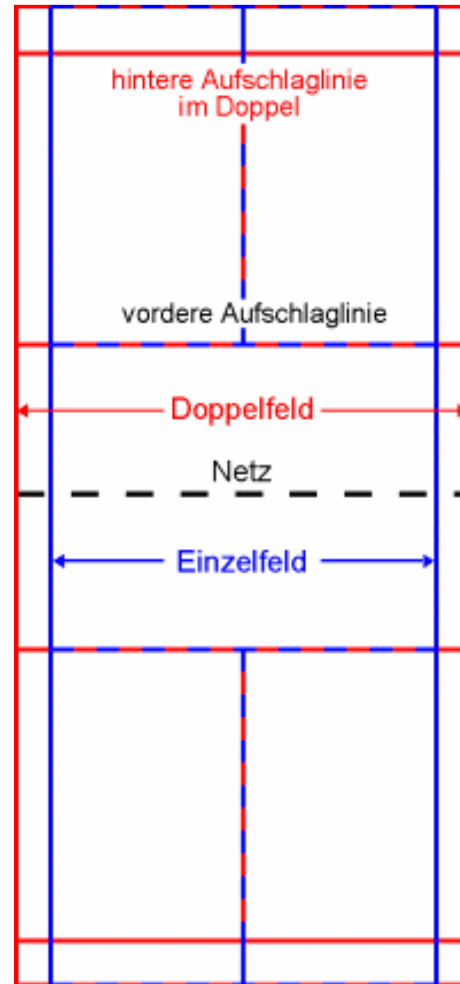 hintere Aufschlaglinie
im Doppel
vordere Aufschlaglinie
Doppelfeld
Netz
Einzelfeld